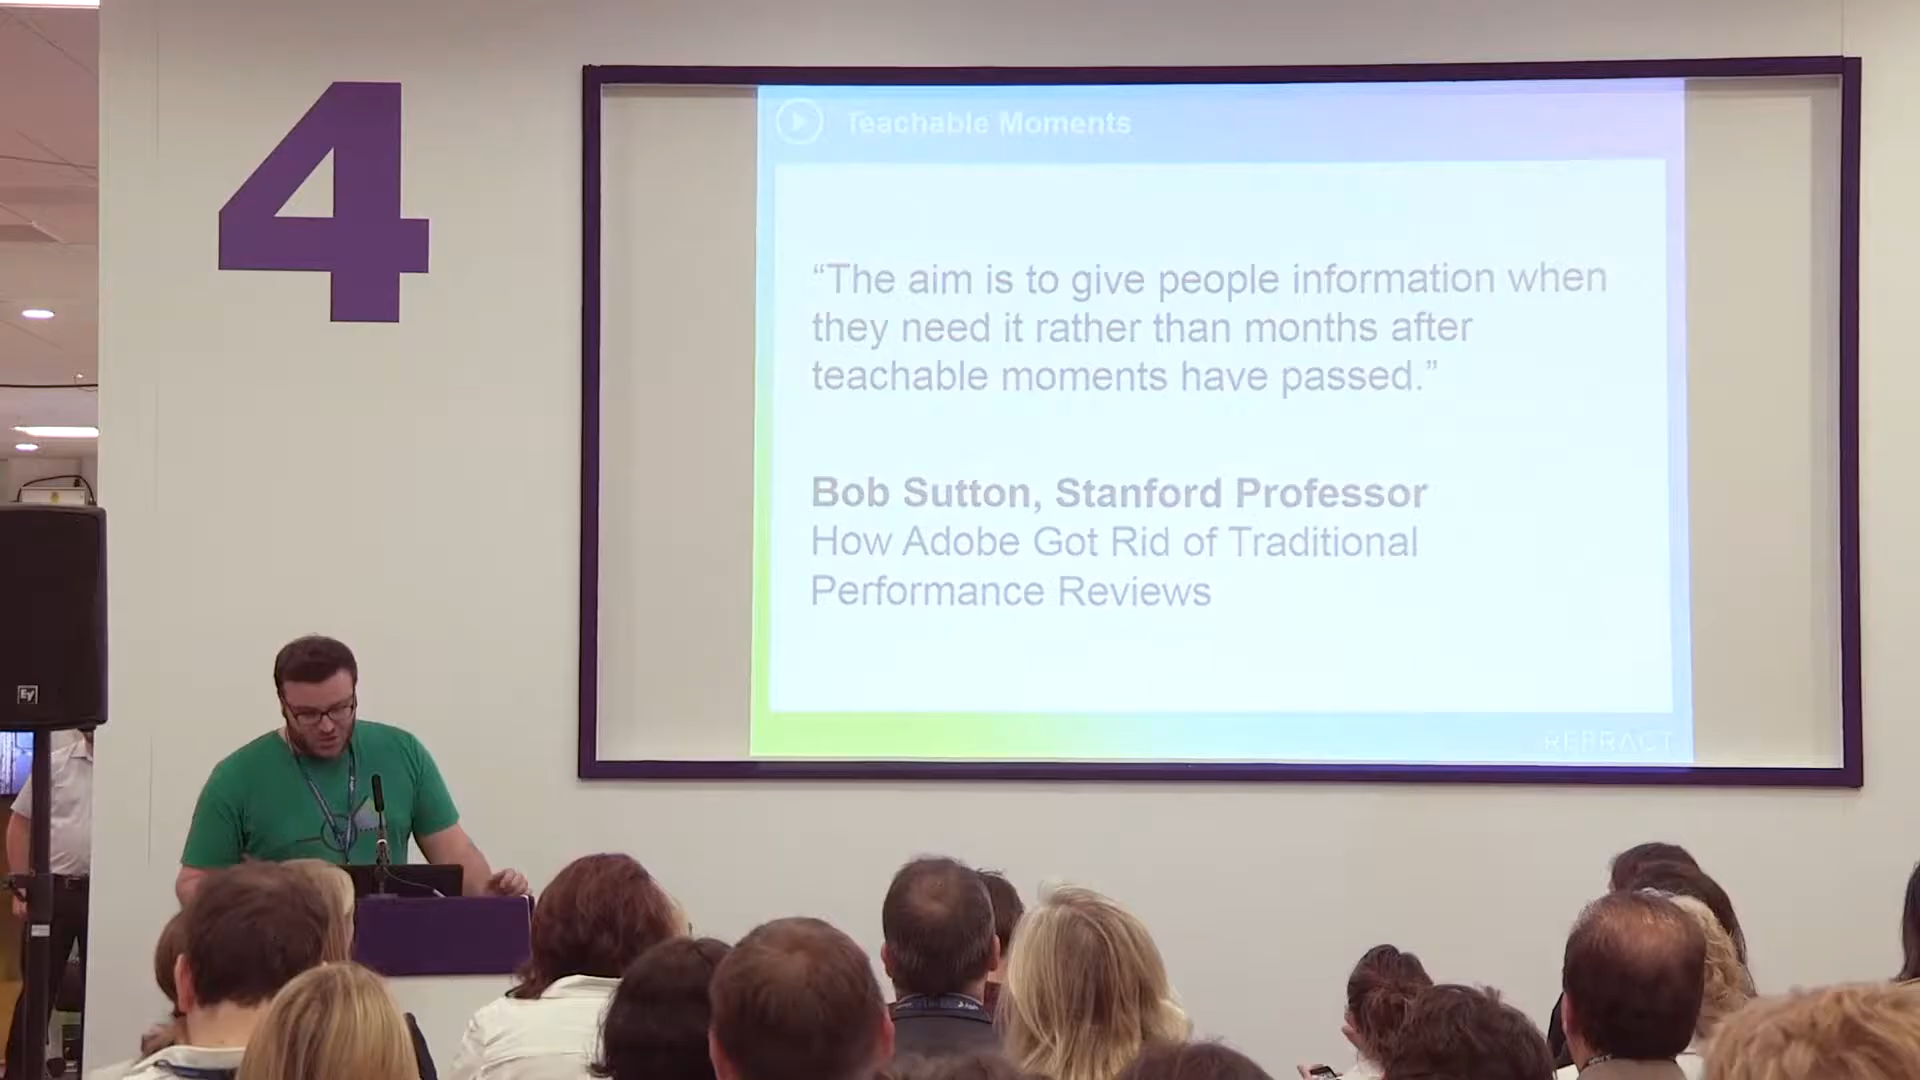 4
Teachable Moments
“The aim is to give people information when
they need it rather than months after
teachable moments have passed.”
Bob Sutton, Stanford Professor
How Adobe Got Rid of Traditional
Performance Reviews
REFRACT
EV